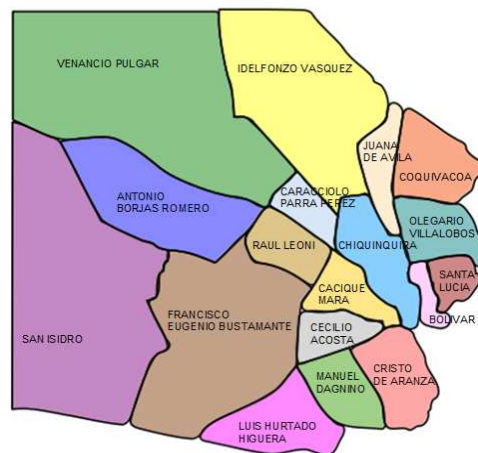 VENANCIO PULGAR
IDELFONZO VASQUEZ
JUANA
DE AVILA
COQUIVACOA
ANTONIO
BORJAS ROMERO
CARACCIOLO
PARRA PEREZ
OLEGARIO
VILLALOBOS
RAUL LEONI
CHIQUINQUIRA
SANTA
LUCIA
CACIQUE
MARA
BOLIVAR
FRANCISCO
EUGENIO BUSTAMANTE
CECILIO
ACOSTA
SAN ISIDRO
CRISTO
DE ARANZA
MANUEL
DAGNINO
LUIS HURTADO
HIGUERA